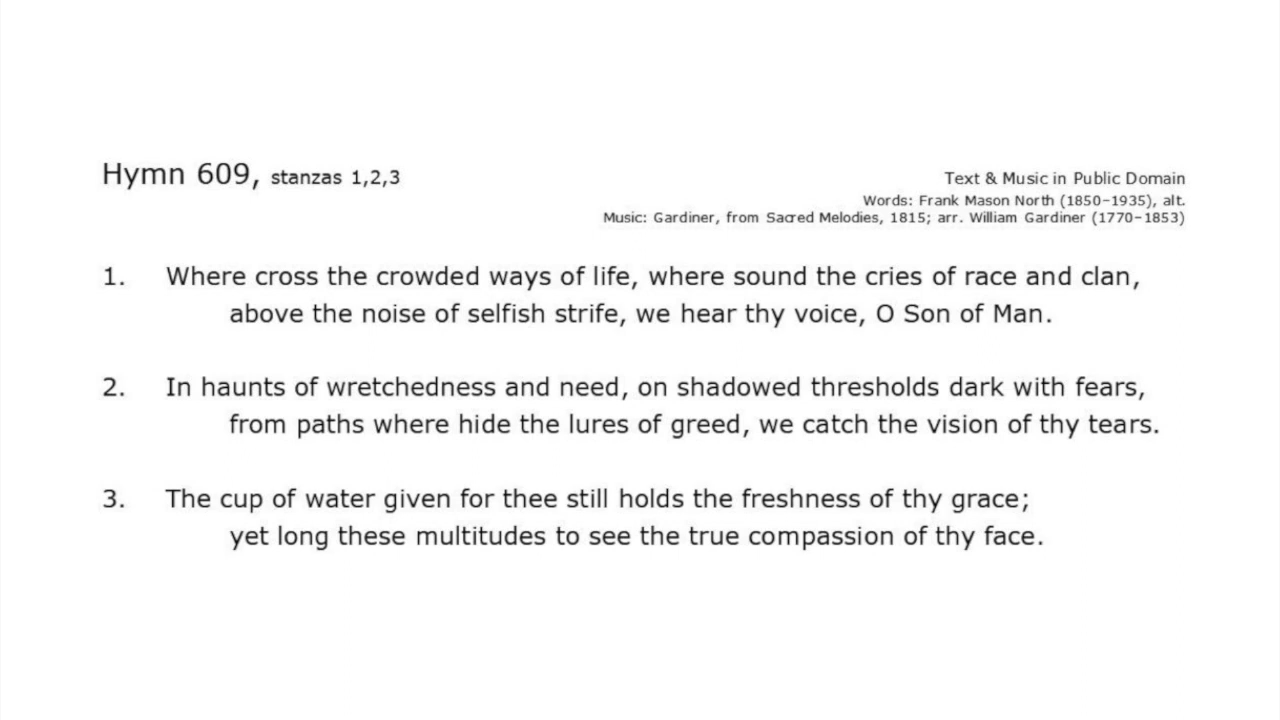 Hymn 609, stanzas 1,2,3
Text & Music in Public Domain
Words: Frank Mason North (1850–1935), alt.
Music: Gardiner, from Sacred Melodies, 1815; arr. William Gardiner (1770–1853)
1. Where cross the crowded ways of life, where sound the cries of race and clan,
above the noise of selfish strife, we hear thy voice, O Son of Man.
2. In haunts of wretchedness and need, on shadowed thresholds dark with fears,
from paths where hide the lures of greed, we catch the vision of thy tears.
3. The cup of water given for thee still holds the freshness of thy grace;
yet long these multitudes to see the true compassion of thy face.